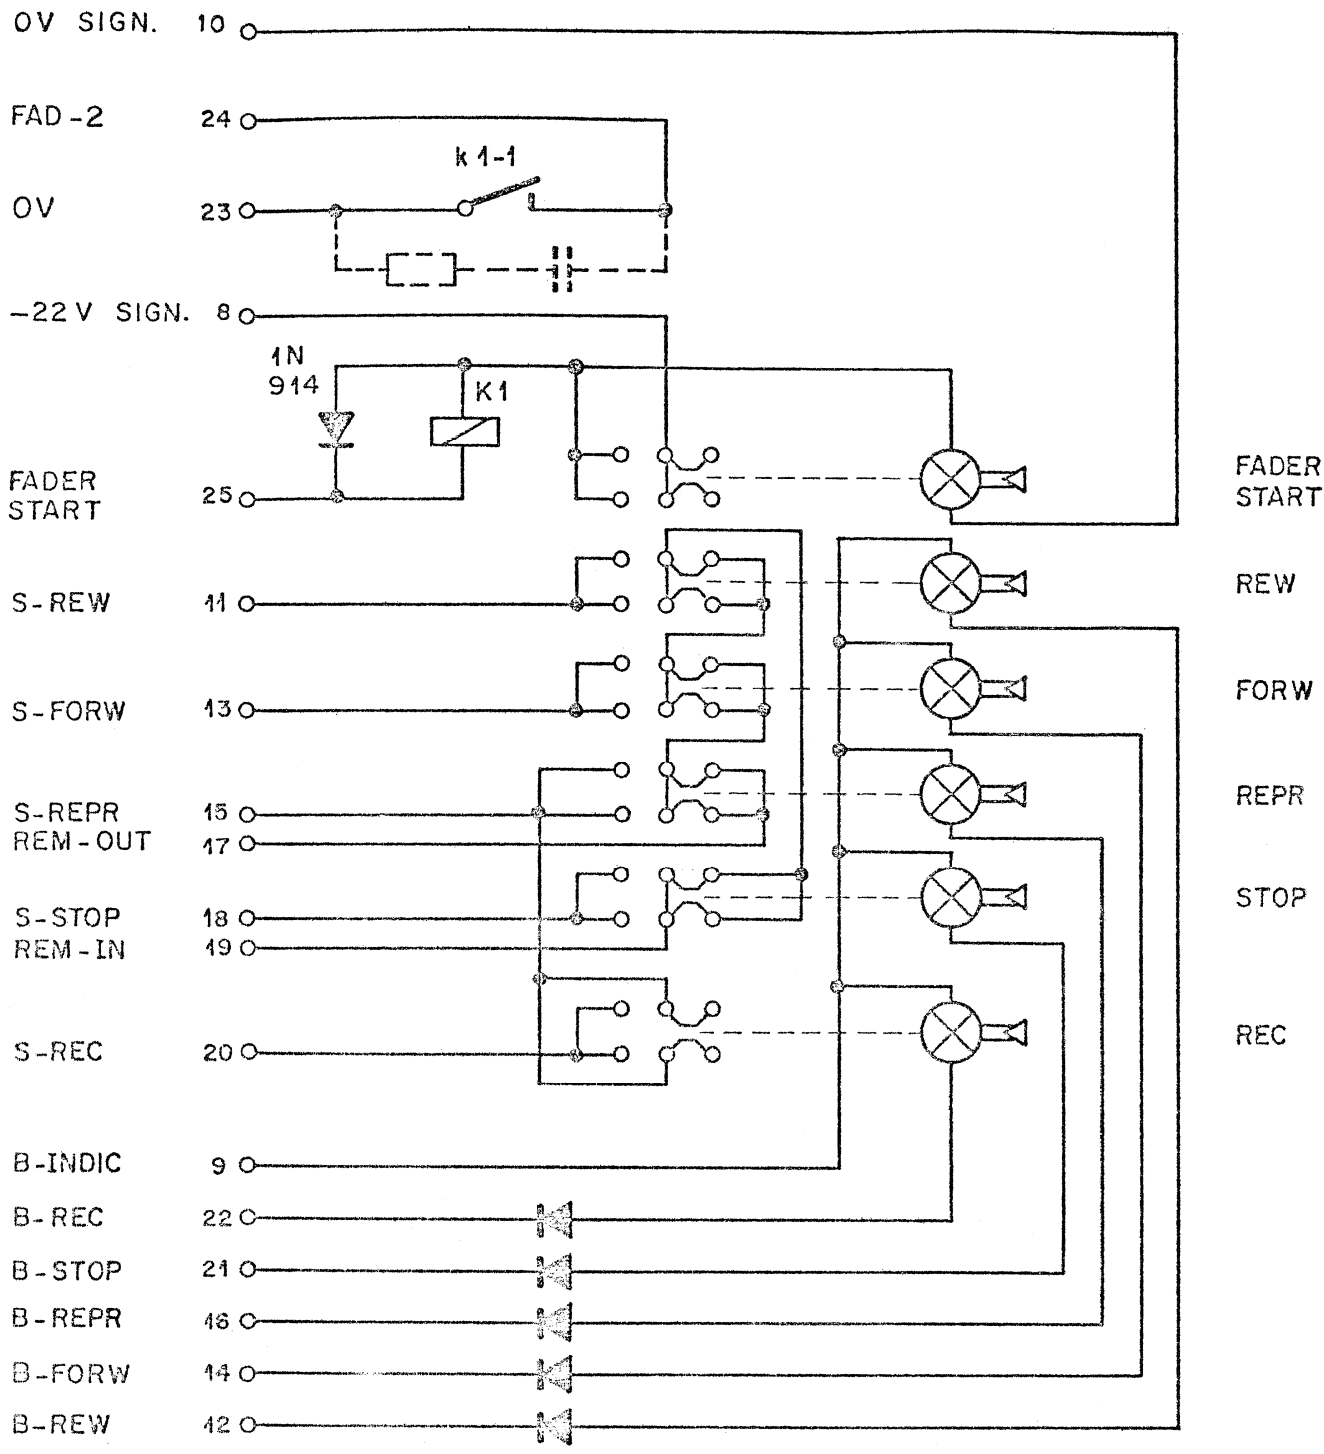 0V SIGN. 10
FAD-2 24
k1-1
0V 23
-22V SIGN. 8
1N
914
K1
FADER
START 25
FADER
START
S-REW 11
REW
S-FORW 13
FORW
S-REPR 15
REPR
REM-OUT 17
S-STOP 18
STOP
REM-IN 19
S-REC 20
REC
B-INDIC 9
B-REC 22
B-STOP 21
B-REPR 16
B-FORW 14
B-REW 12